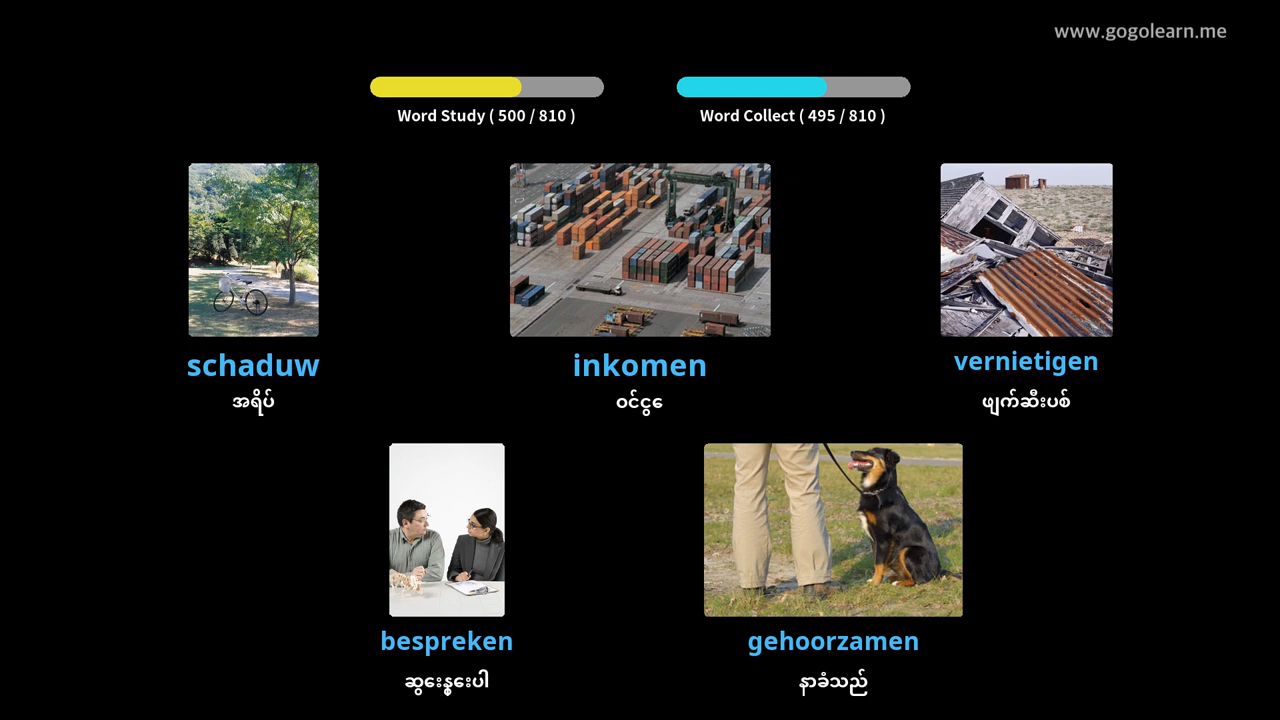 www.gogolearn.me
Word Study ( 500 / 810 )
Word Collect ( 495 / 810 )
schaduw
အရိပ်
inkomen
ဝင်ငွေ
vernietigen
ဖျက်ဆီးပစ်
bespreken
ဆွေးနွေးပါ
gehoorzamen
နာခံသည်